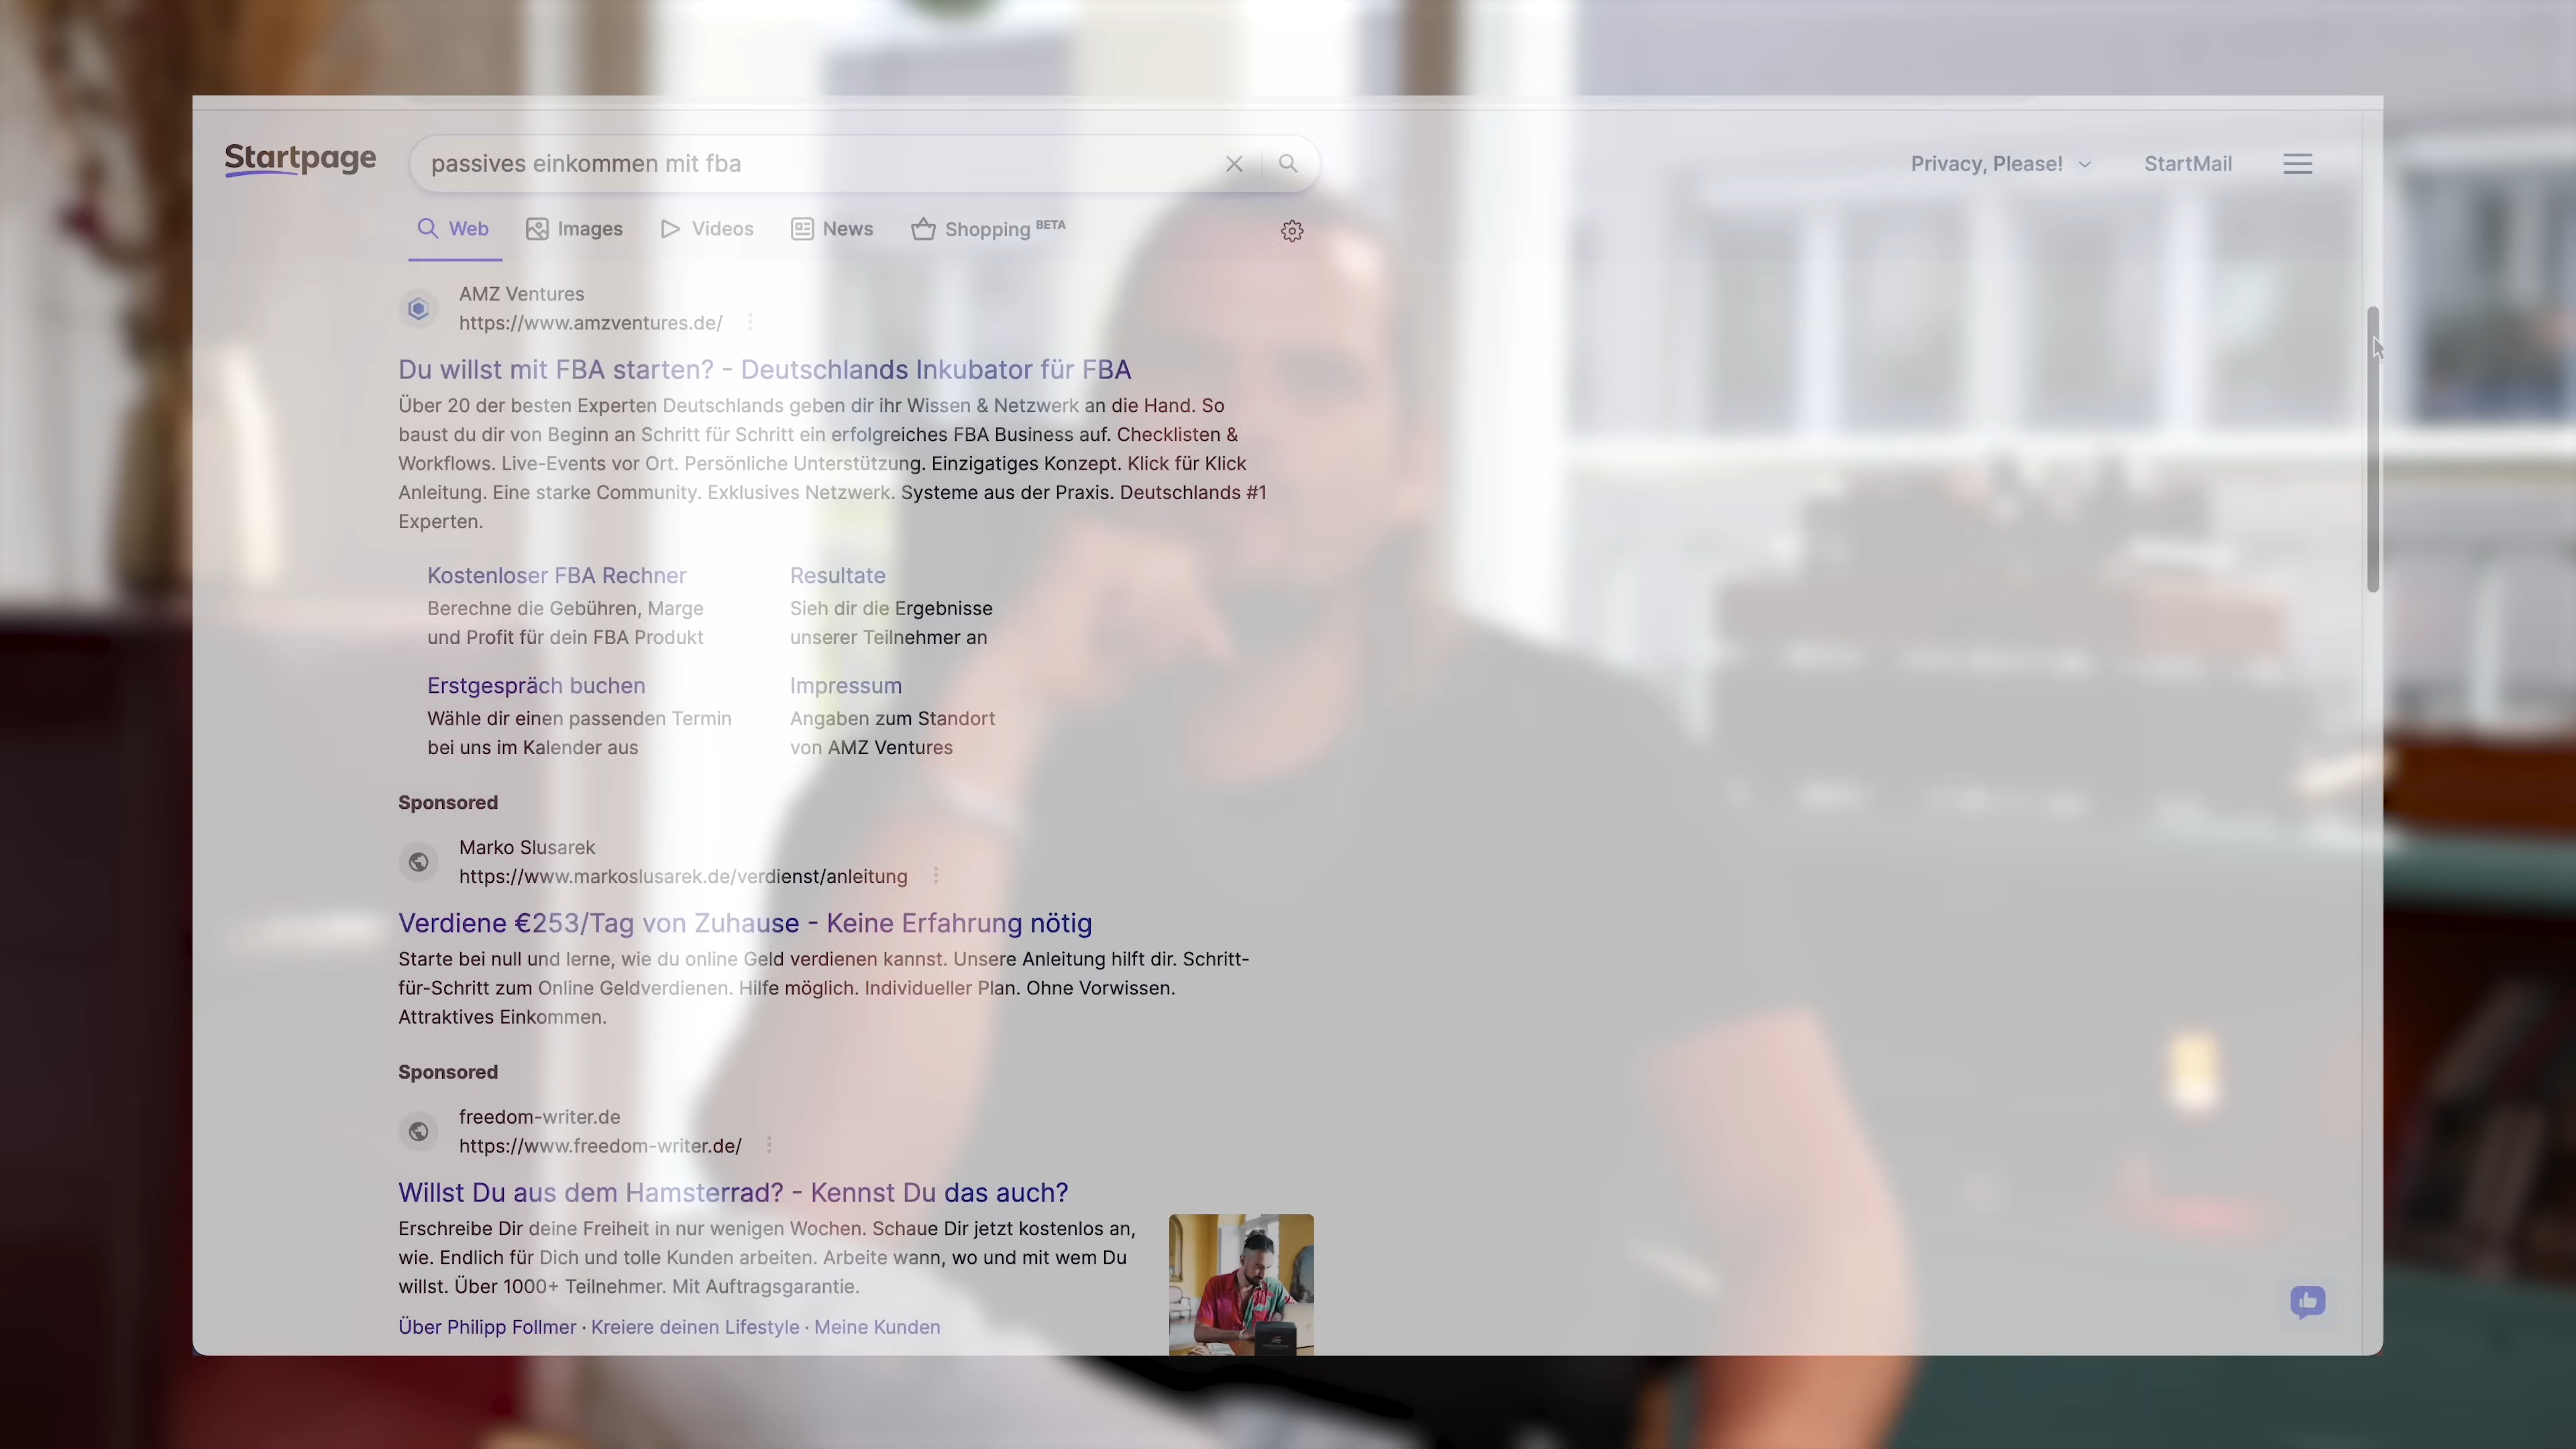 Startpage
passives einkommen mit fba
Privacy, Please!
StartMail
Web
Images
Videos
News
Shopping BETA
AMZ Ventures
https://www.amzventures.de/
Du willst mit FBA starten? - Deutschlands Inkubator für FBA
Über 20 der besten Experten Deutschlands geben dir ihr Wissen & Netzwerk an die Hand. So
baust du dir von Beginn an Schritt für Schritt ein erfolgreiches FBA Business auf. Checklisten &
Workflows. Live-Events vor Ort. Persönliche Unterstützung. Einzigatiges Konzept. Klick für Klick
Anleitung. Eine starke Community. Exklusives Netzwerk. Systeme aus der Praxis. Deutschlands #1
Experten.
Kostenloser FBA Rechner
Berechne die Gebühren, Marge
und Profit für dein FBA Produkt
Resultate
Sieh dir die Ergebnisse
unserer Teilnehmer an
Erstgespräch buchen
Wähle dir einen passenden Termin
bei uns im Kalender aus
Impressum
Angaben zum Standort
von AMZ Ventures
Sponsored
Marko Slusarek
https://www.markoslusarek.de/verdienst/anleitung
Verdiene €253/Tag von Zuhause - Keine Erfahrung nötig
Starte bei null und lerne, wie du online Geld verdienen kannst. Unsere Anleitung hilft dir. Schritt-
für-Schritt zum Online Geldverdienen. Hilfe möglich. Individueller Plan. Ohne Vorwissen.
Attraktives Einkommen.
Sponsored
freedom-writer.de
https://www.freedom-writer.de/
Willst Du aus dem Hamsterrad? - Kennst Du das auch?
Erschreibe Dir deine Freiheit in nur wenigen Wochen. Schaue Dir jetzt kostenlos an,
wie. Endlich für Dich und tolle Kunden arbeiten. Arbeite wann, wo und mit wem Du
willst. Über 1000+ Teilnehmer. Mit Auftragsgarantie.
Über Philipp Follmer · Kreiere deinen Lifestyle · Meine Kunden